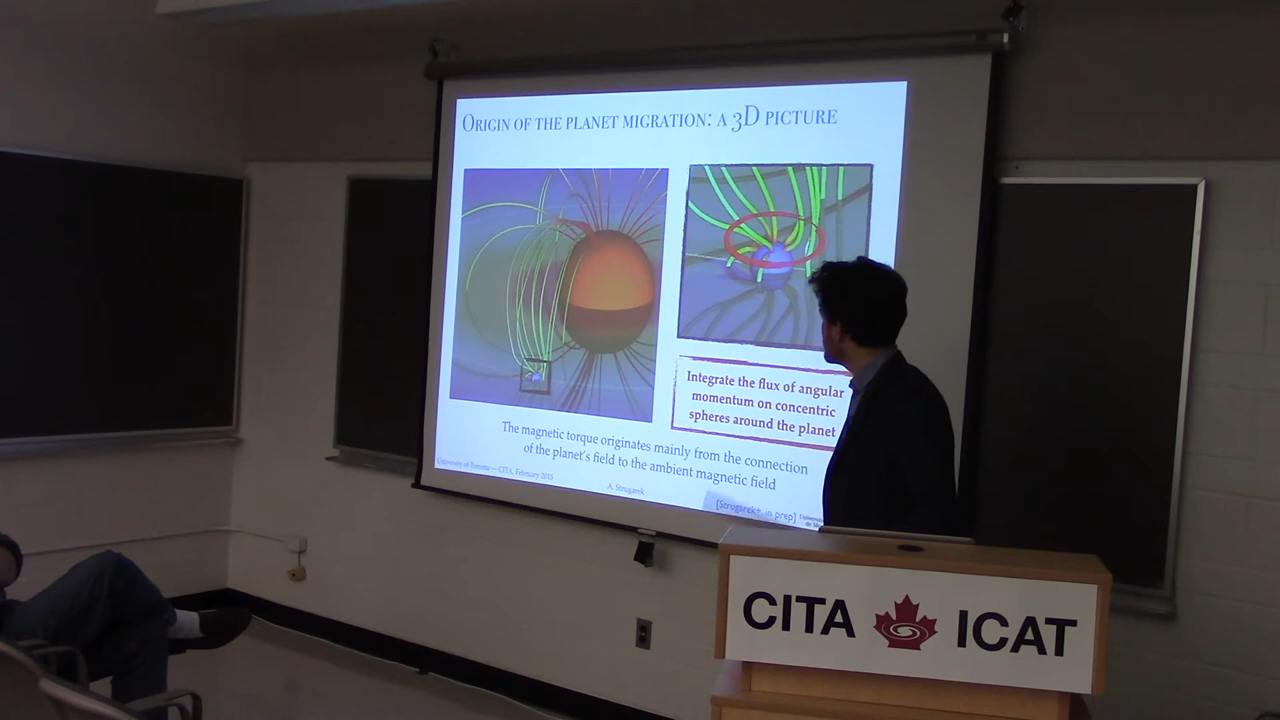 ORIGIN OF THE PLANET MIGRATION: A 3D PICTURE
Integrate the flux of angular
momentum on concentric
spheres around the planet
The magnetic torque originates mainly from the connection
of the planet's field to the ambient magnetic field
University of Toronto — CITA, February 2015
A. Strugarek
[Strugarek+, in prep]
CITA ICAT